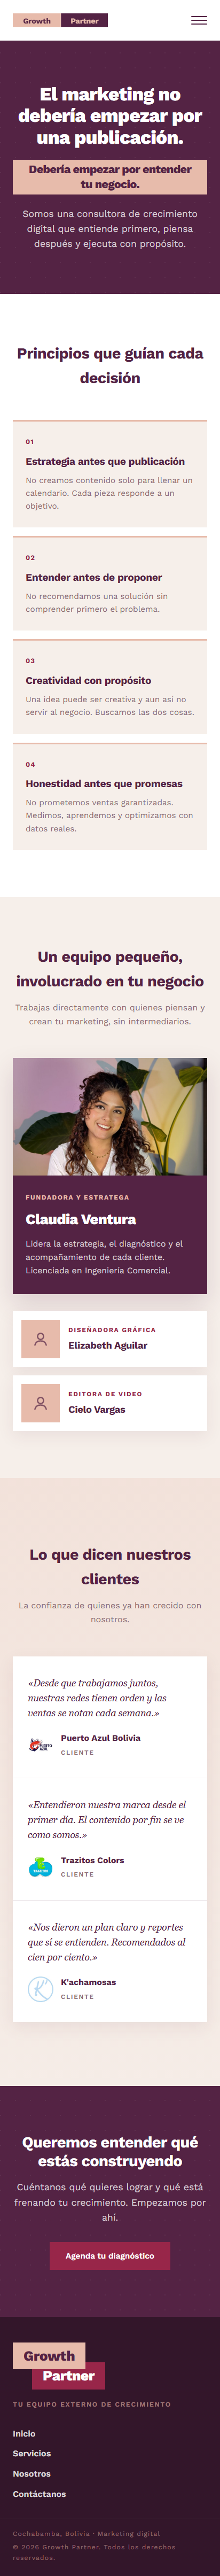 Growth Partner
El marketing no
debería empezar por
una publicación.
Debería empezar por entender
tu negocio.
Somos una consultora de crecimiento
digital que entiende primero, piensa
después y ejecuta con propósito.
Principios que guían cada
decisión
01
Estrategia antes que publicación
No creamos contenido solo para llenar un
calendario. Cada pieza responde a un
objetivo.
02
Entender antes de proponer
No recomendamos una solución sin
comprender primero el problema.
03
Creatividad con propósito
Una idea puede ser creativa y aun así no
servir al negocio. Buscamos las dos cosas.
04
Honestidad antes que promesas
No prometemos ventas garantizadas.
Medimos, aprendemos y optimizamos con
datos reales.
Un equipo pequeño,
involucrado en tu negocio
Trabajas directamente con quienes piensan y
crean tu marketing, sin intermediarios.
FUNDADORA Y ESTRATEGA
Claudia Ventura
Lidera la estrategia, el diagnóstico y el
acompañamiento de cada cliente.
Licenciada en Ingeniería Comercial.
DISEÑADORA GRÁFICA
Elizabeth Aguilar
EDITORA DE VIDEO
Cielo Vargas
Lo que dicen nuestros
clientes
La confianza de quienes ya han crecido con
nosotros.
«Desde que trabajamos juntos,
nuestras redes tienen orden y las
ventas se notan cada semana.»
PUERTO AZUL
Puerto Azul Bolivia
CLIENTE
«Entendieron nuestra marca desde el
primer día. El contenido por fin se ve
como somos.»
Trazitos Colors
CLIENTE
«Nos dieron un plan claro y reportes
que sí se entienden. Recomendados al
cien por ciento.»
K
K'achamosas
CLIENTE
Queremos entender qué
estás construyendo
Cuéntanos qué quieres lograr y qué está
frenando tu crecimiento. Empezamos por
ahí.
Agenda tu diagnóstico
Growth
Partner
TU EQUIPO EXTERNO DE CRECIMIENTO
Inicio
Servicios
Nosotros
Contáctanos
Cochabamba, Bolivia · Marketing digital
© 2026 Growth Partner. Todos los derechos
reservados.